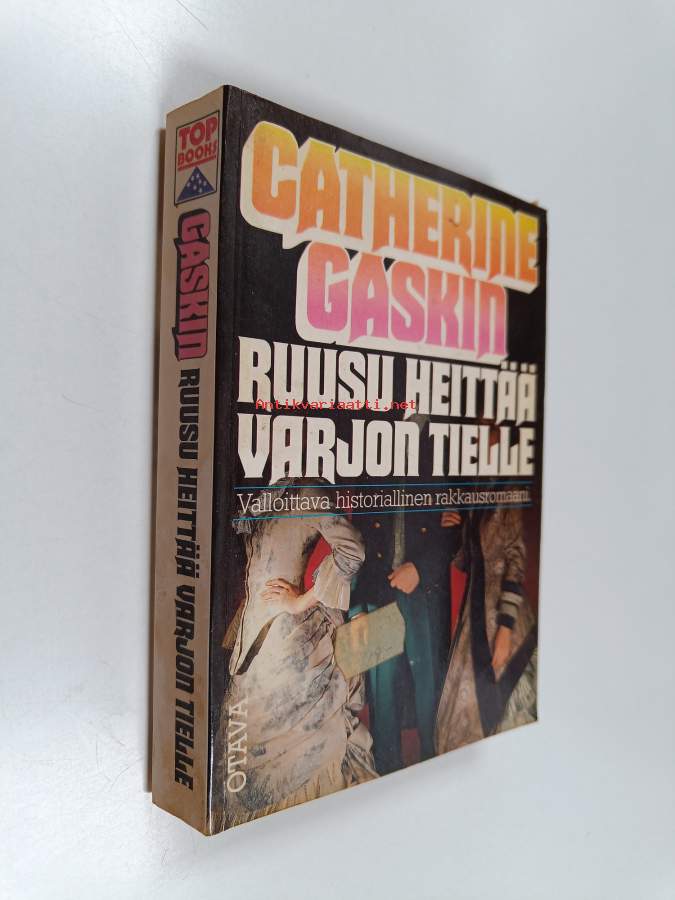 TOP
BOOKS
GASKIN
RUUSU HEITTÄÄ VARJON TIELLE
CATHERINE
GASKIN
RUUSU HEITTÄÄ
Antikvariaatti.net
VARJON TIELLE
Valloittava historiallinen rakkausromaani.
OTAVA